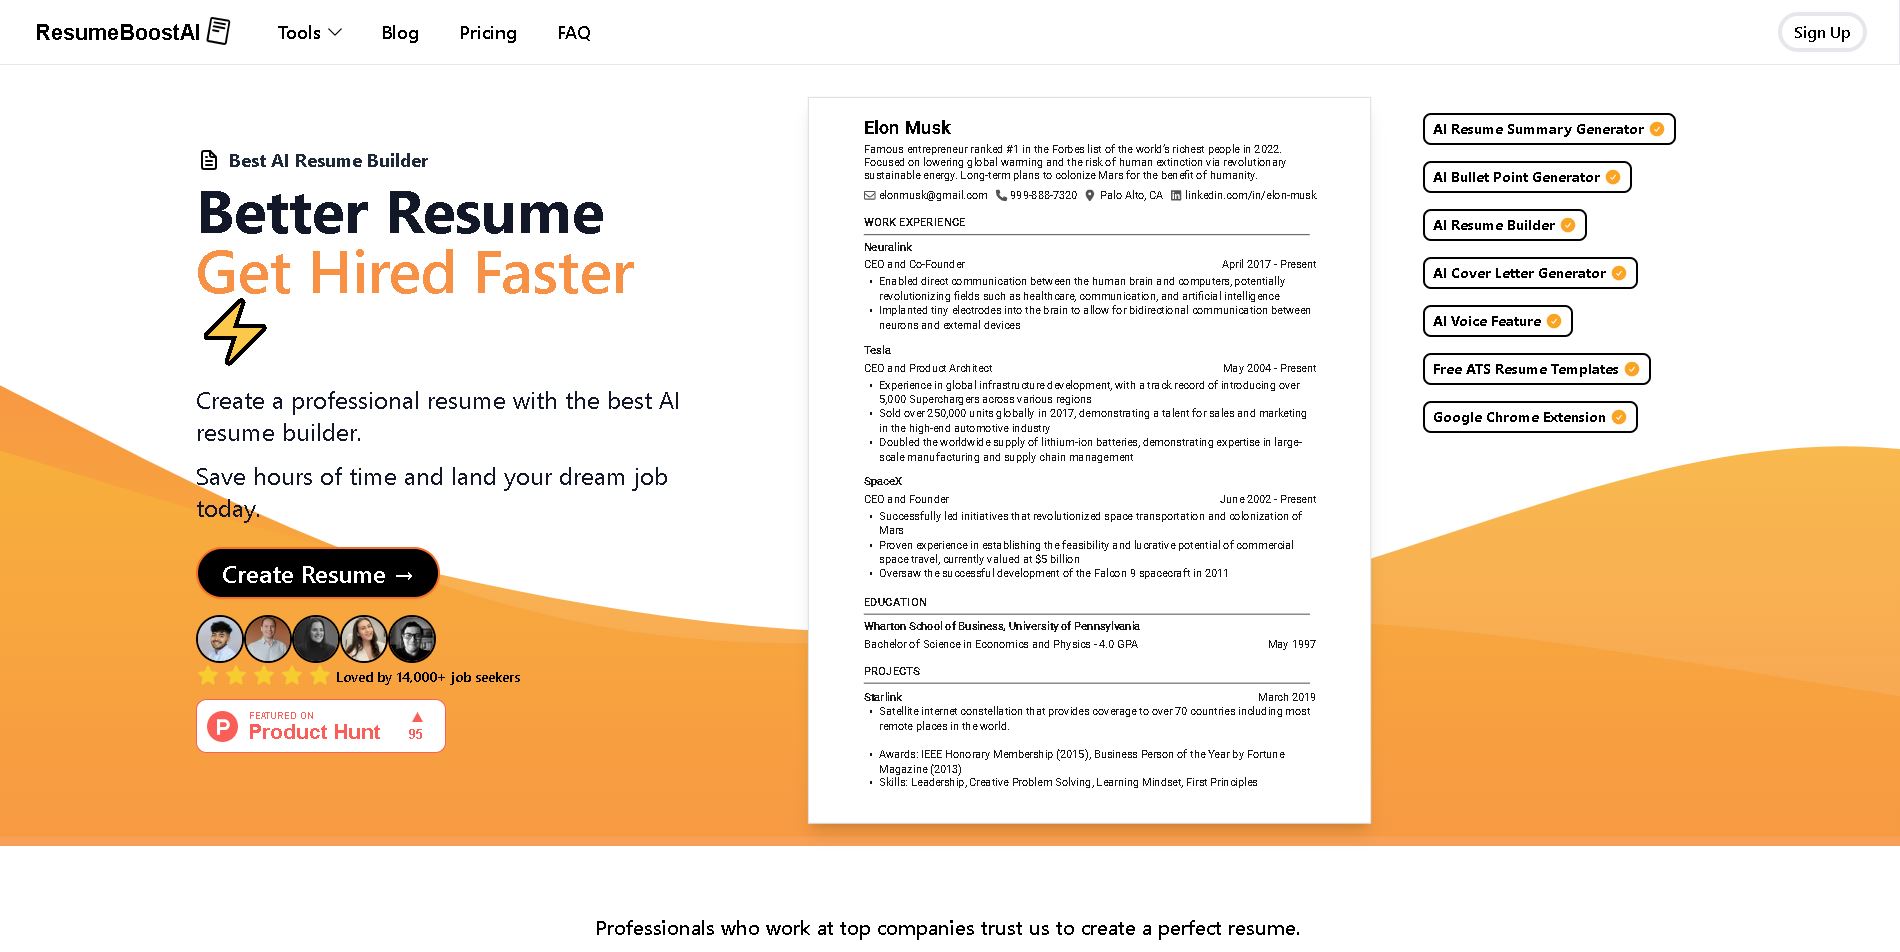 ResumeBoostAI
Tools
Blog
Pricing
FAQ
Sign Up
Best AI Resume Builder
Better Resume
Get Hired Faster
Create a professional resume with the best AI
resume builder.
Save hours of time and land your dream job
today.
Create Resume →
Loved by 14,000+ job seekers
P
FEATURED ON
Product Hunt
▲
95
Elon Musk
Famous entrepreneur ranked #1 in the Forbes list of the world's richest people in 2022.
Focused on lowering global warming and the risk of human extinction via revolutionary
sustainable energy. Long-term plans to colonize Mars for the benefit of humanity.
elonmusk@gmail.com 999-888-7320 Palo Alto, CA linkedin.com/in/elon-musk
WORK EXPERIENCE
Neuralink
CEO and Co-Founder April 2017 - Present
• Enabled direct communication between the human brain and computers, potentially
revolutionizing fields such as healthcare, communication, and artificial intelligence
• Implanted tiny electrodes into the brain to allow for bidirectional communication between
neurons and external devices
Tesla
CEO and Product Architect May 2004 - Present
• Experience in global infrastructure development, with a track record of introducing over
5,000 Superchargers across various regions
• Sold over 250,000 units globally in 2017, demonstrating a talent for sales and marketing
in the high-end automotive industry
• Doubled the worldwide supply of lithium-ion batteries, demonstrating expertise in large-
scale manufacturing and supply chain management
SpaceX
CEO and Founder June 2002 - Present
• Successfully led initiatives that revolutionized space transportation and colonization of
Mars
• Proven experience in establishing the feasibility and lucrative potential of commercial
space travel, currently valued at $5 billion
• Oversaw the successful development of the Falcon 9 spacecraft in 2011
EDUCATION
Wharton School of Business, University of Pennsylvania
Bachelor of Science in Economics and Physics - 4.0 GPA May 1997
PROJECTS
Starlink March 2019
• Satellite internet constellation that provides coverage to over 70 countries including most
remote places in the world.
• Awards: IEEE Honorary Membership (2015), Business Person of the Year by Fortune
Magazine (2013)
• Skills: Leadership, Creative Problem Solving, Learning Mindset, First Principles
AI Resume Summary Generator
AI Bullet Point Generator
AI Resume Builder
AI Cover Letter Generator
AI Voice Feature
Free ATS Resume Templates
Google Chrome Extension
Professionals who work at top companies trust us to create a perfect resume.